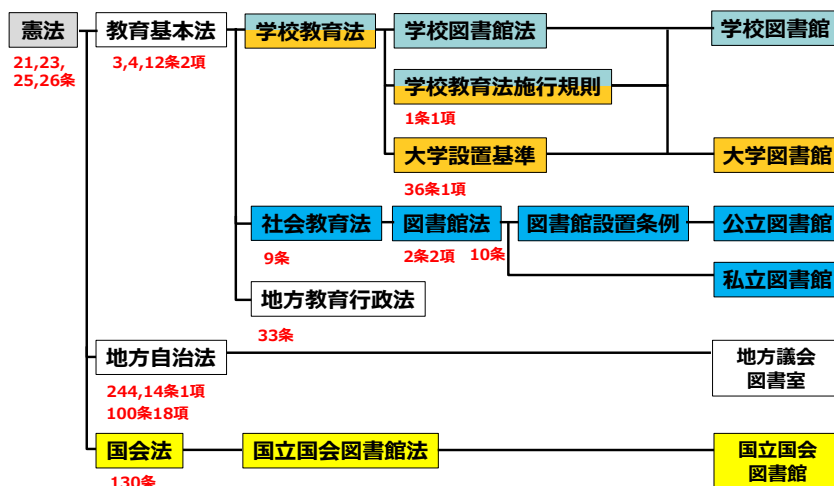 憲法
21,23,
25,26条
教育基本法
3,4,12条2項
学校教育法
学校図書館法
学校図書館
学校教育法施行規則
1条1項
大学設置基準
36条1項
大学図書館
社会教育法
9条
図書館法
2条2項
10条
図書館設置条例
公立図書館
私立図書館
地方教育行政法
33条
地方自治法
244,14条1項
100条18項
地方議会
図書室
国会法
130条
国立国会図書館法
国立国会
図書館